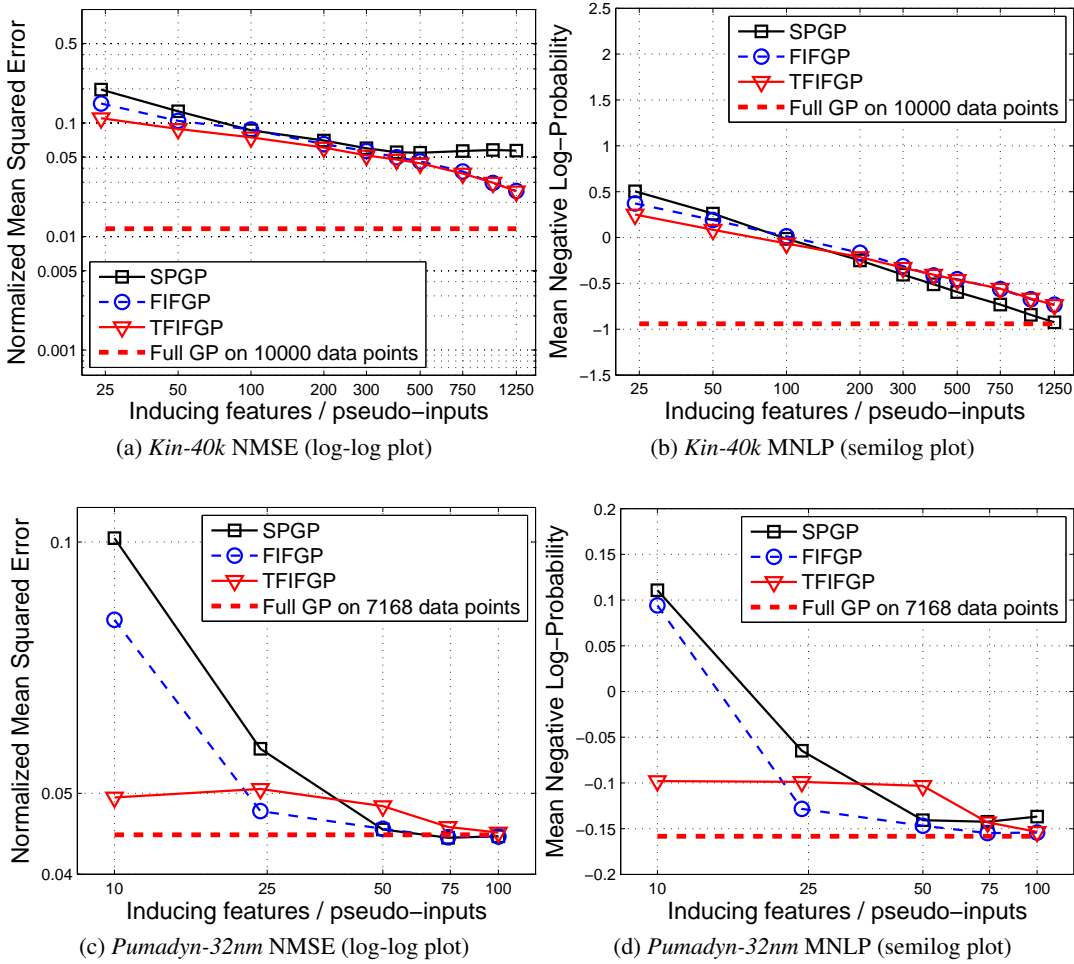 Normalized Mean Squared Error
0.5
0.1
0.05
0.01
0.005
0.001
SPGP
FIFGP
TFIFGP
Full GP on 10000 data points
25 50 100 200 300 500 750 1250
Inducing features / pseudo−inputs
(a) Kin-40k NMSE (log-log plot)
Mean Negative Log−Probability
2.5
2
1.5
1
0.5
0
−0.5
−1
−1.5
SPGP
FIFGP
TFIFGP
Full GP on 10000 data points
25 50 100 200 300 500 750 1250
Inducing features / pseudo−inputs
(b) Kin-40k MNLP (semilog plot)
Normalized Mean Squared Error
0.1
0.05
0.04
SPGP
FIFGP
TFIFGP
Full GP on 7168 data points
10 25 50 75 100
Inducing features / pseudo−inputs
(c) Pumadyn-32nm NMSE (log-log plot)
Mean Negative Log−Probability
0.2
0.15
0.1
0.05
0
−0.05
−0.1
−0.15
−0.2
SPGP
FIFGP
TFIFGP
Full GP on 7168 data points
10 25 50 75 100
Inducing features / pseudo−inputs
(d) Pumadyn-32nm MNLP (semilog plot)